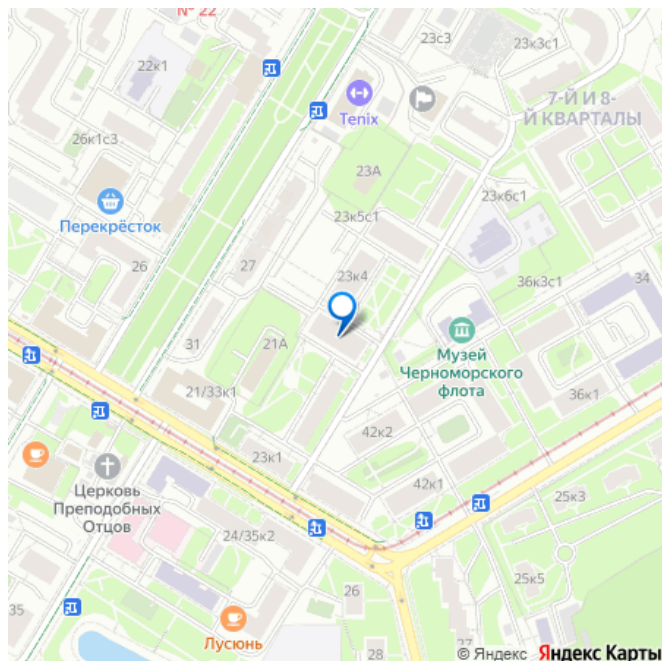 № 22
23с3
23к3с1
22к1
Tenix
7-Й И 8-
Й КВАРТАЛЫ
26к1с3
23А
Перекрёсток
23к6с1
23к5с1
26
27
23к4
36к3с1
34
Музей
Черноморского
флота
31
21А
21/33к1
36к1
42к2
23к1
Церковь
Преподобных
Отцов
42к1
25к3
24/35к2
25к5
26
35
Лусюнь
28
27
© Яндекс Яндекс Карты